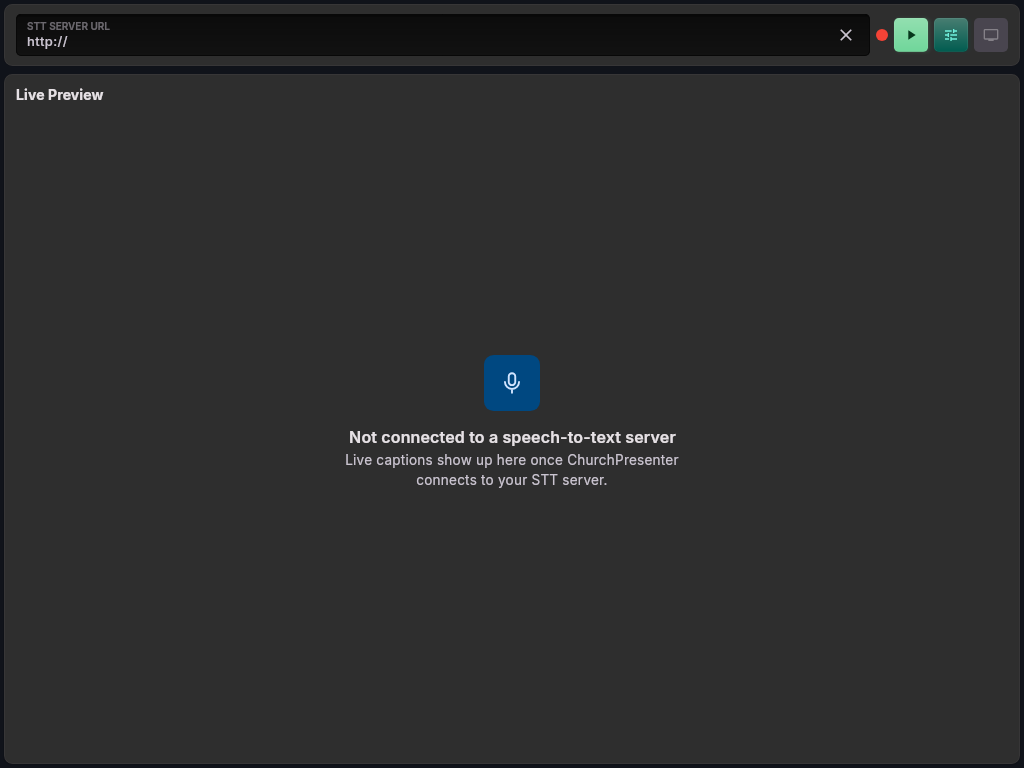 STT SERVER URL
http://
Live Preview
Not connected to a speech-to-text server
Live captions show up here once ChurchPresenter
connects to your STT server.